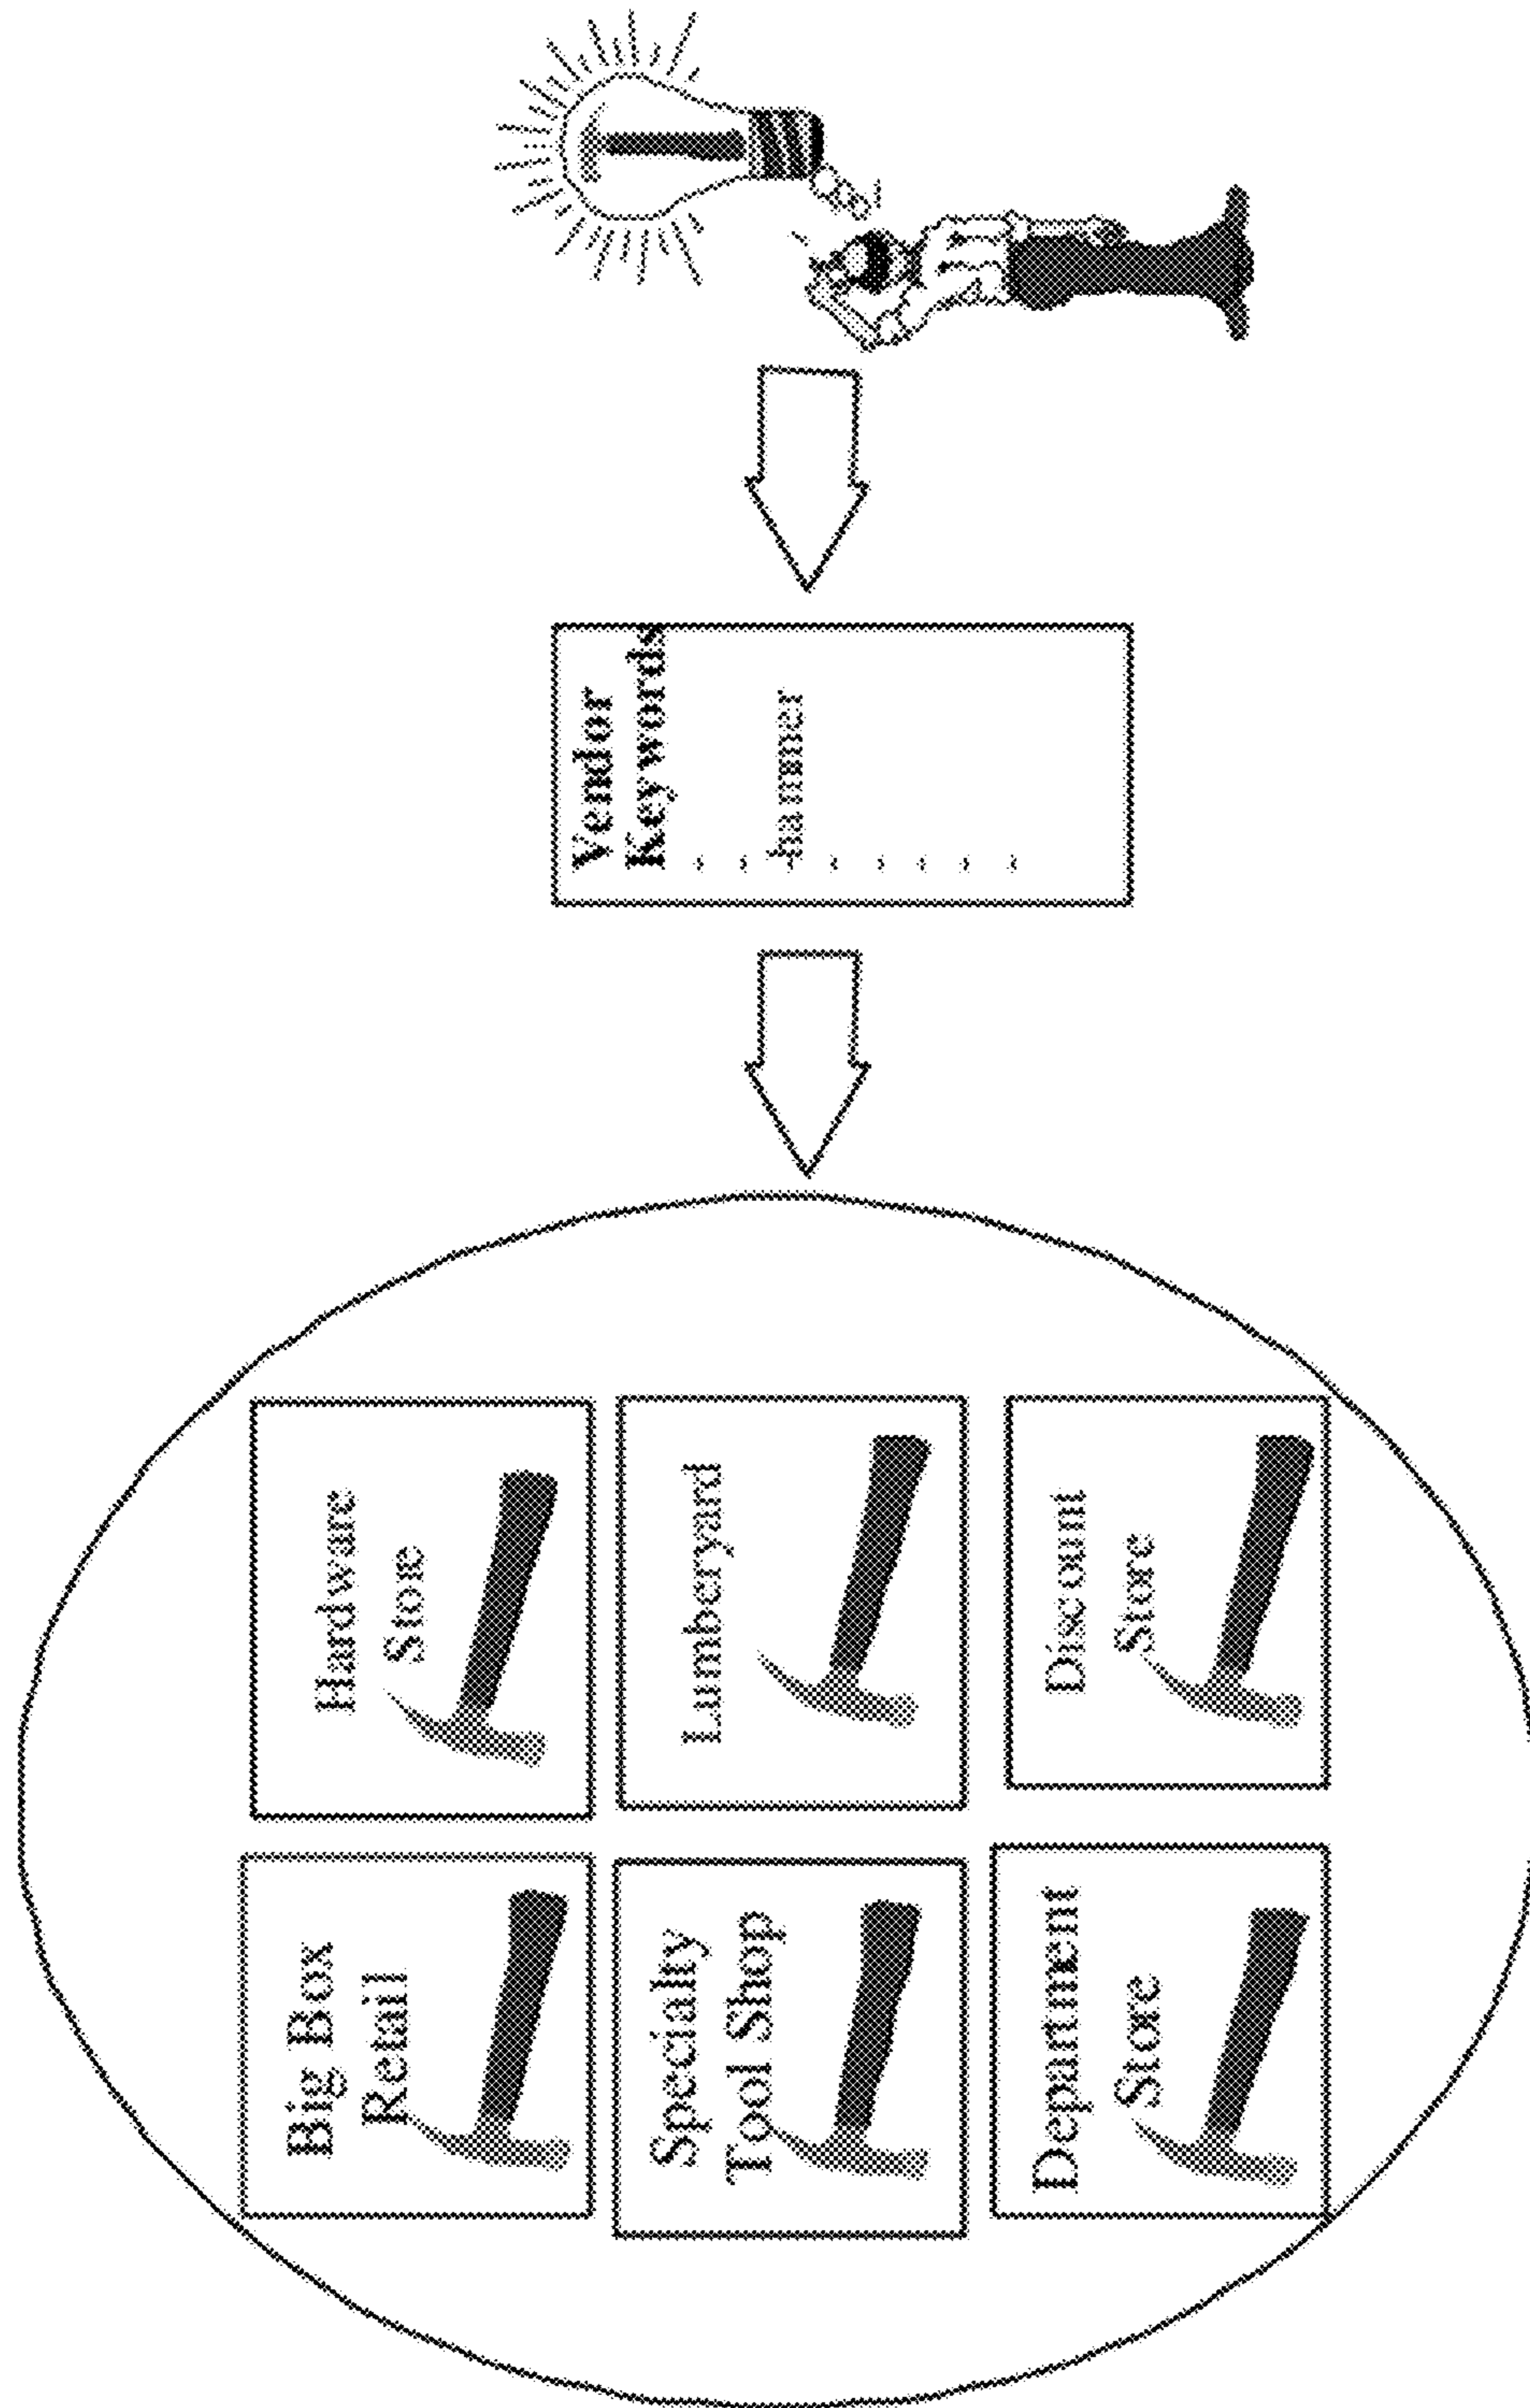 Big Box
Retail
Hardware
Store
Specialty
Tool Shop
Lumberyard
Department
Store
Discount
Store
Vendor
Keywords
hammer